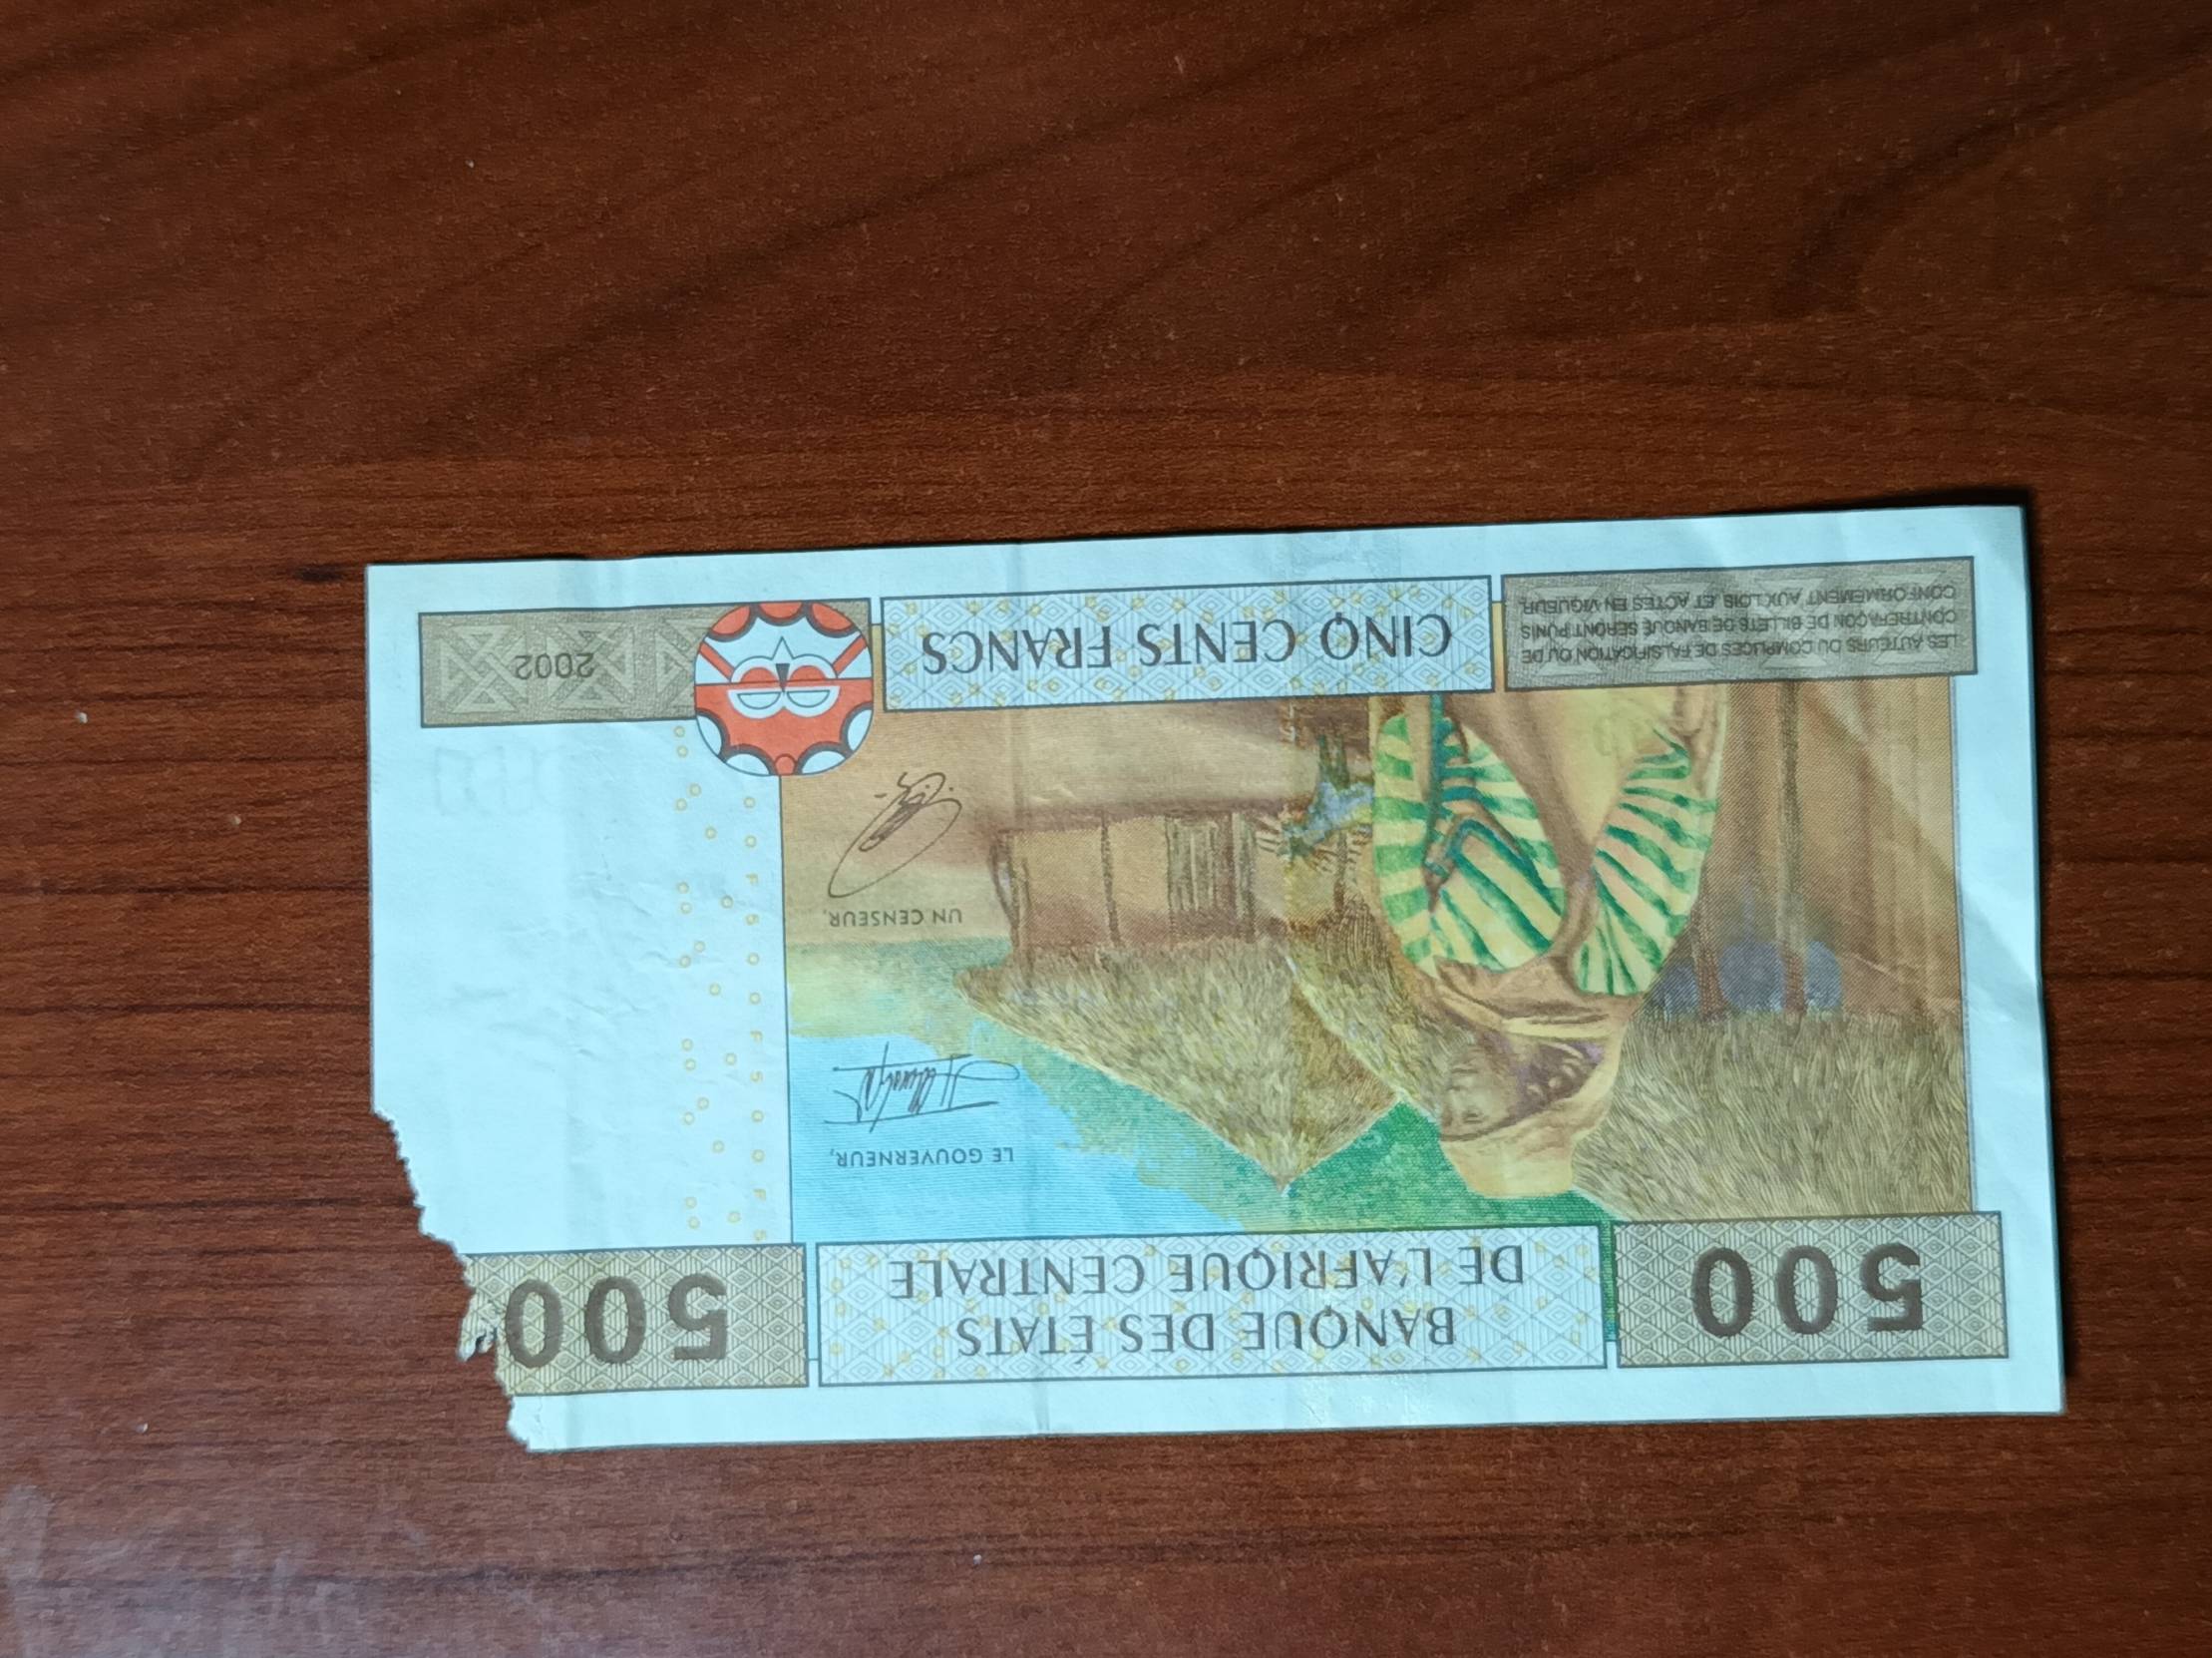 500
BANQUE DES ÉTATS
DE L'AFRIQUE CENTRALE
500
LE GOUVERNEUR,
UN CENSEUR,
LES AUTEURS OU COMPLICES DE FALSIFICATION OU DE
CONTREFAÇON DE BILLETS DE BANQUE SERONT PUNIS
CONFORMÉMENT AUX LOIS ET ACTES EN VIGUEUR.
CINQ CENTS FRANCS
2002